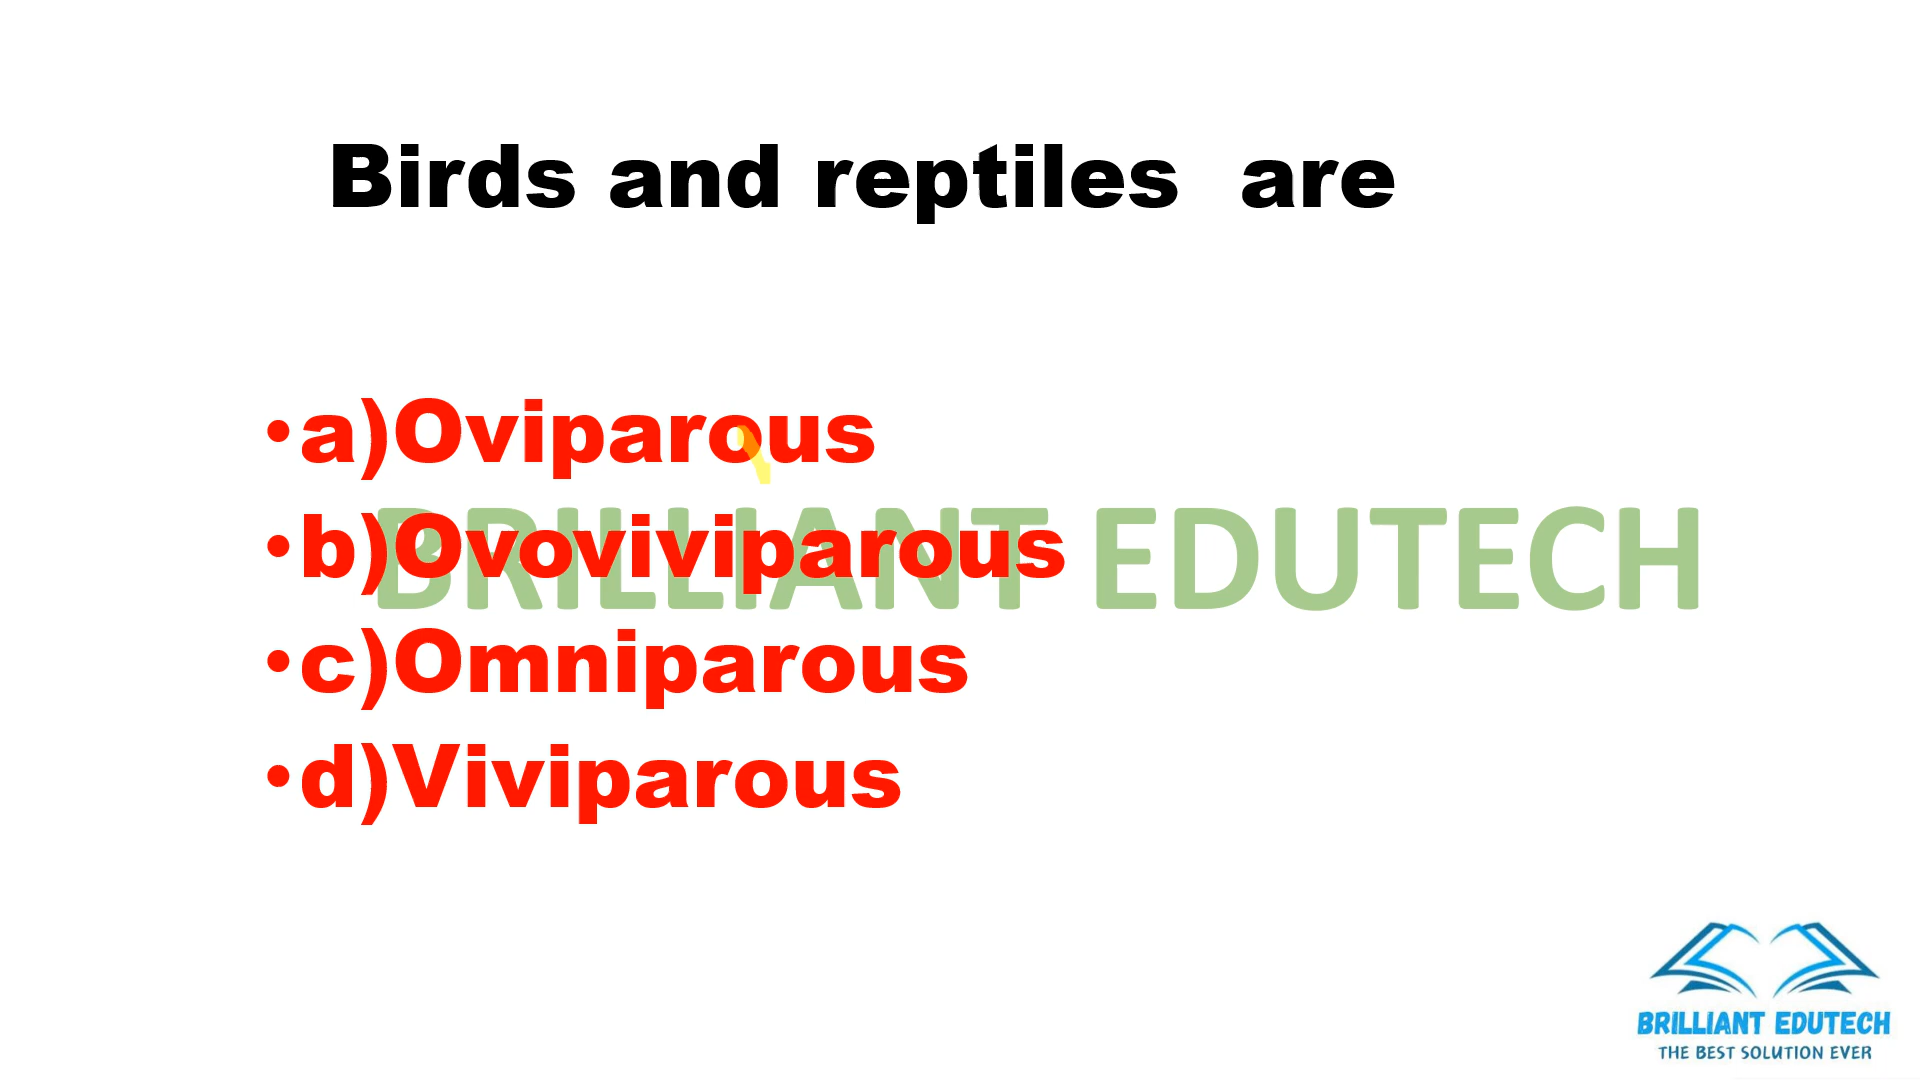 Birds and reptiles  are
•a)Oviparous
•b)Ovoviviparous
BRILLIANT EDUTECH
•c)Omniparous
•d)Viviparous
BRILLIANT EDUTECH
THE BEST SOLUTION EVER